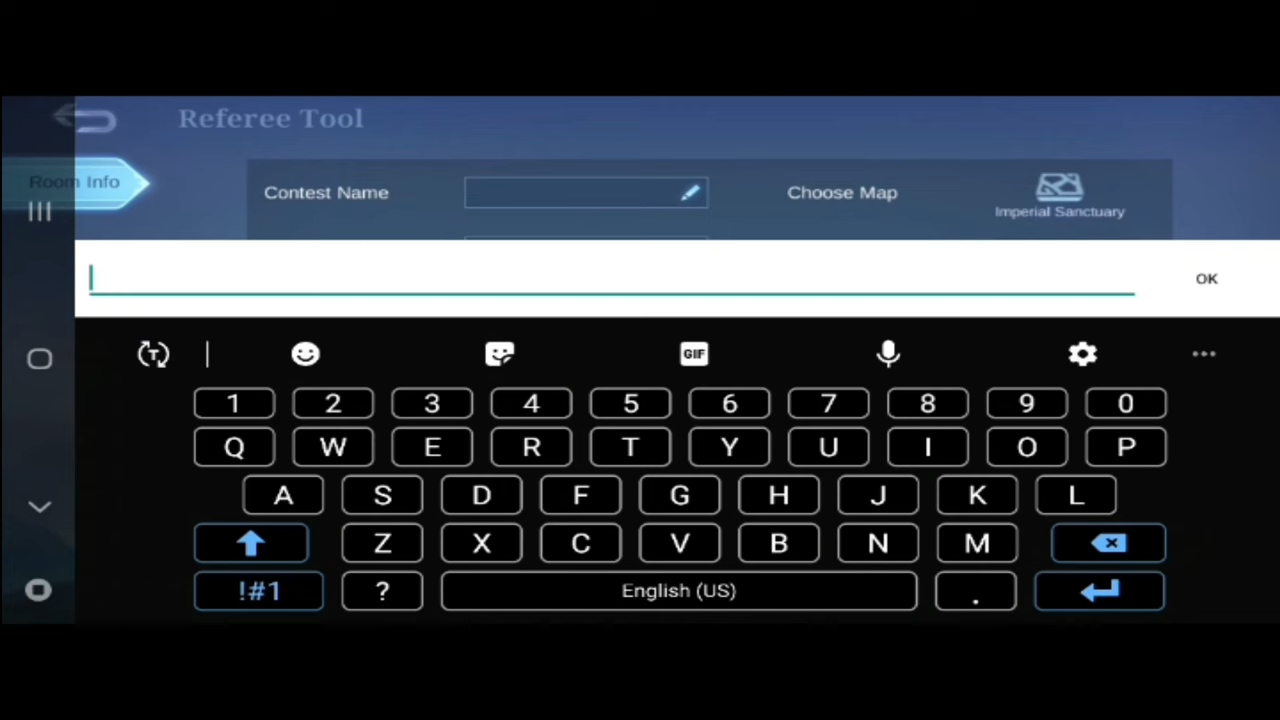 Referee Tool
Room Info
Contest Name
Choose Map
Imperial Sanctuary
OK
T
GIF
1 2 3 4 5 6 7 8 9 0
Q W E R T Y U I O P
A S D F G H J K L
Z X C V B N M
!#1 ? English (US) .